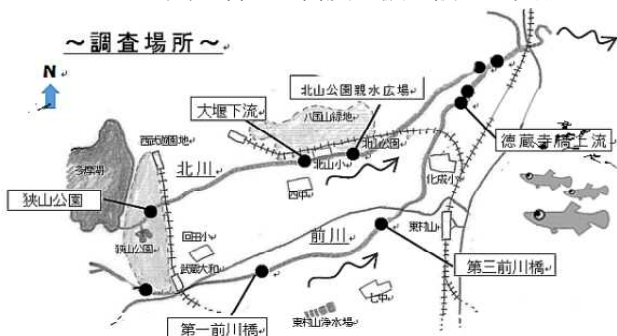 ～調査場所～
N
北山公園親水広場
大堰下流
八国山緑地
西武遊園地
北山公園
徳蔵寺橋上流
多摩湖
北川
北山小
化成小
狭山公園
西中
狭山公園
回田小
前川
東村山
武蔵大和
第三前川橋
七中
第一前川橋
東村山浄水場